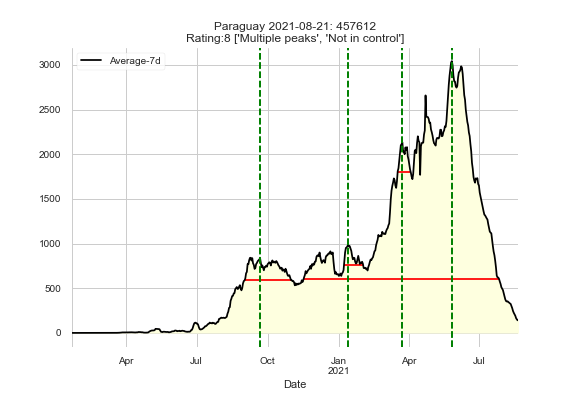 Paraguay 2021-08-21: 457612
Rating:8 ['Multiple peaks', 'Not in control']
Average-7d
3000
2500
2000
1500
1000
500
0
Apr
Jul
Oct
Jan
2021
Apr
Jul
Date